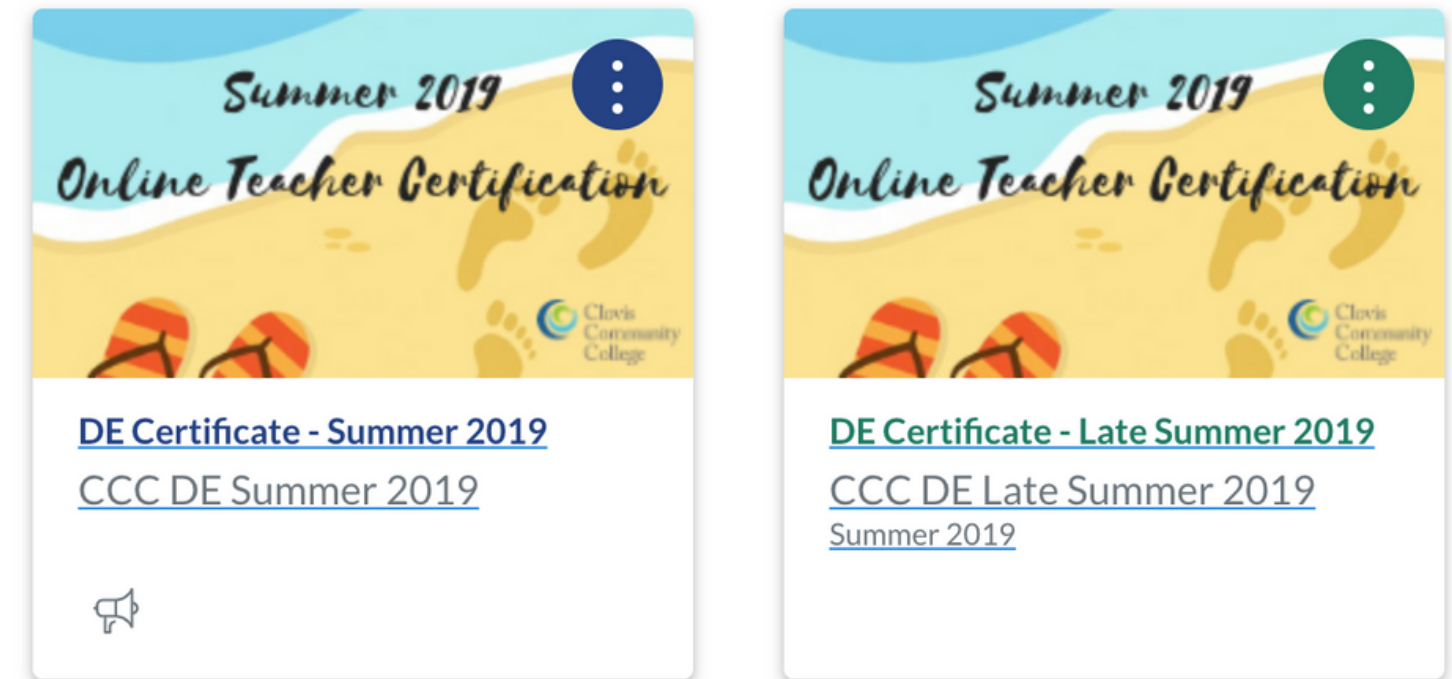 Summer 2019
Online Teacher Certification
Clovis
Community
College
DE Certificate - Summer 2019
CCC DE Summer 2019
Summer 2019
Online Teacher Certification
Clovis
Community
College
DE Certificate - Late Summer 2019
CCC DE Late Summer 2019
Summer 2019